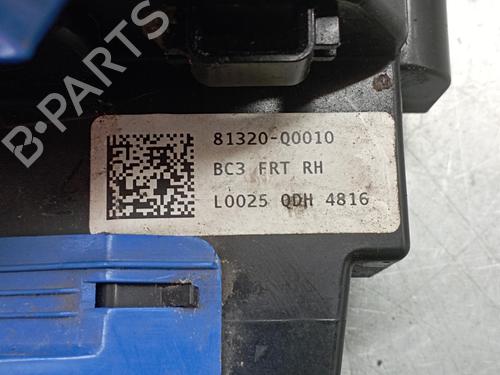 B-PARTS
81320-Q0010
BC3 FRT RH
L0025 QDH 4816